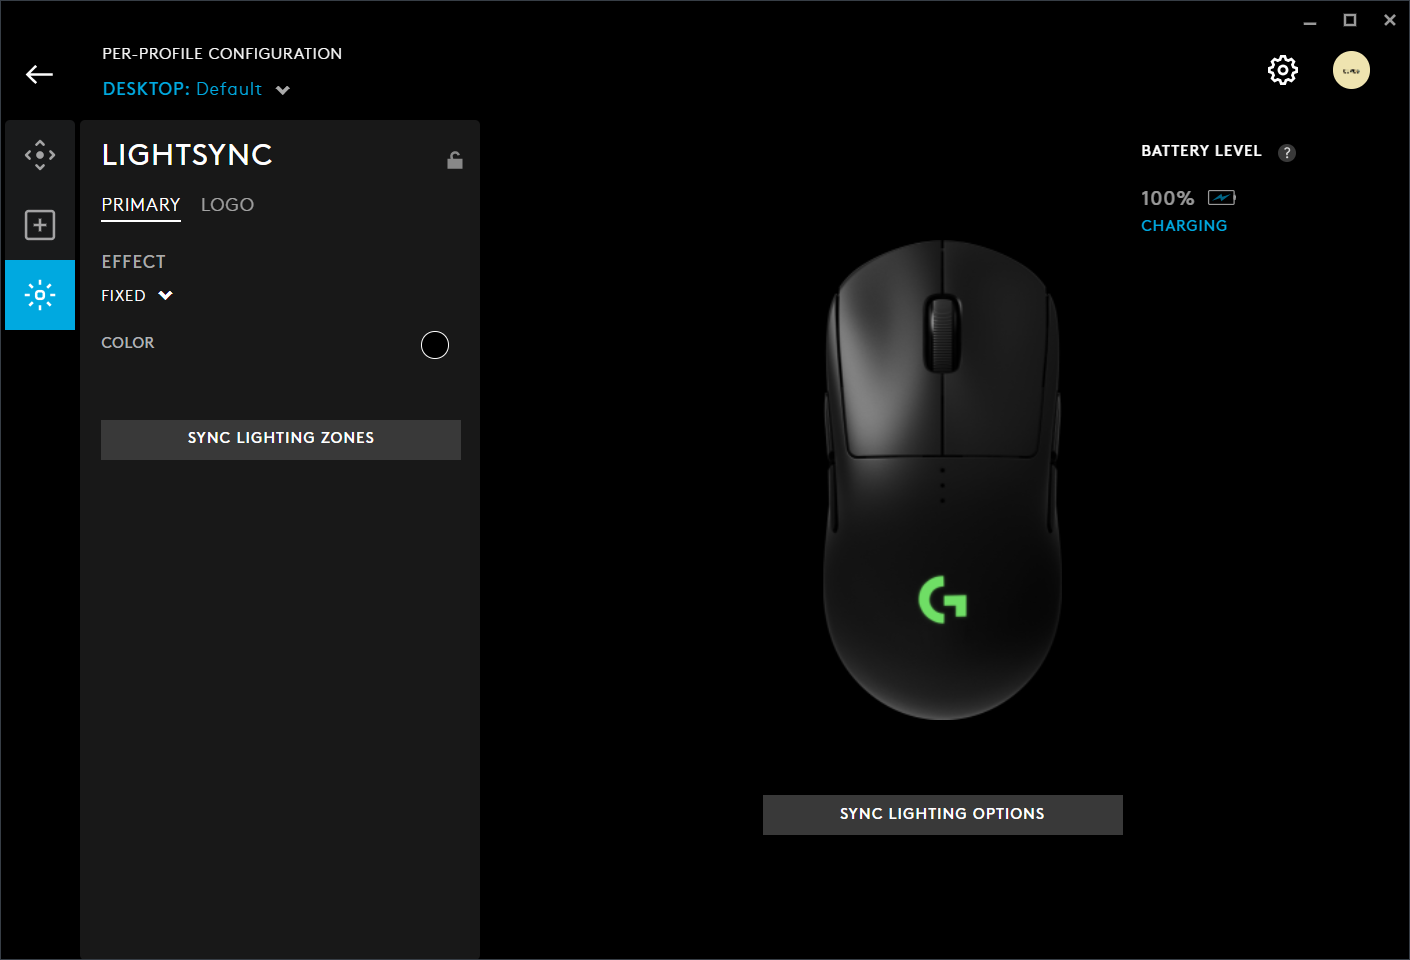 PER-PROFILE CONFIGURATION
DESKTOP: Default
LIGHTSYNC
PRIMARY LOGO
EFFECT
FIXED
COLOR
SYNC LIGHTING ZONES
BATTERY LEVEL ?
100%
CHARGING
G
SYNC LIGHTING OPTIONS